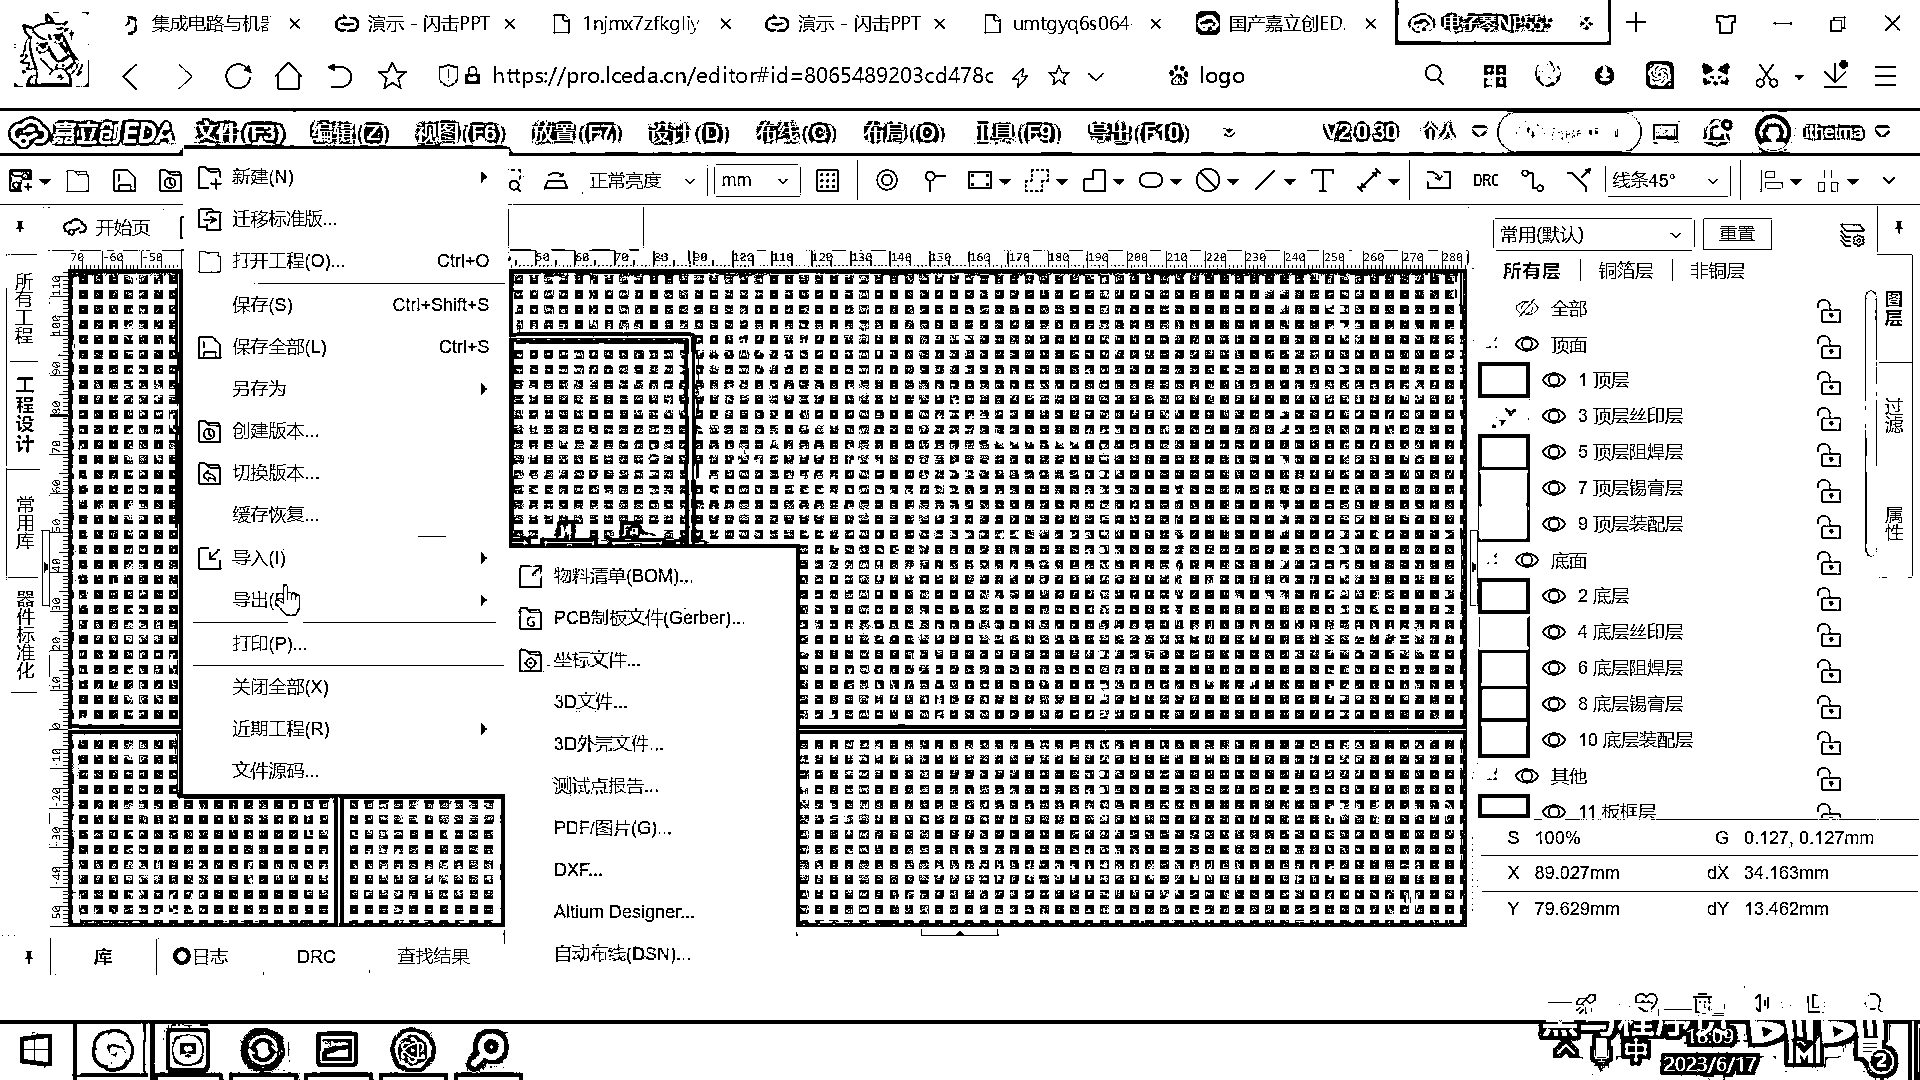 集成电路与机器
演示 - 闪击PPT
1njmx7zfkgliy
演示 - 闪击PPT
umtgyq6s064
国产嘉立创ED.
https://pro.lceda.cn/editor#id=8065489203cd478c
logo
嘉立创EDA
文件(F3)
编辑(Z)
视图(F6)
放置(F7)
设计(D)
布线(C)
布局(O)
工具(F9)
导出(F10)
V2.0.30
itheima
正常亮度
mm
DRC
线条45°
开始页
新建(N)
迁移标准版...
打开工程(O)... Ctrl+O
保存(S) Ctrl+Shift+S
保存全部(L) Ctrl+S
另存为
创建版本...
切换版本...
缓存恢复...
导入(I)
导出(
打印(P)...
关闭全部(X)
近期工程(R)
文件源码...
物料清单(BOM)...
PCB制板文件(Gerber)...
坐标文件...
3D文件...
3D外壳文件...
测试点报告...
PDF/图片(G)...
DXF...
Altium Designer...
自动布线(DSN)...
所有工程
工程设计
常用库
器件标准化
常用(默认)
重置
所有层
铜箔层
非铜层
全部
顶面
1 顶层
3 顶层丝印层
5 顶层阻焊层
7 顶层锡膏层
9 顶层装配层
底面
2 底层
4 底层丝印层
6 底层阻焊层
8 底层锡膏层
10 底层装配层
其他
11 板框层
图层
过滤
属性
S 100%
G 0.127, 0.127mm
X 89.027mm
dX 34.163mm
Y 79.629mm
dY 13.462mm
库
日志
DRC
查找结果
中
16:09
2023/6/17
2